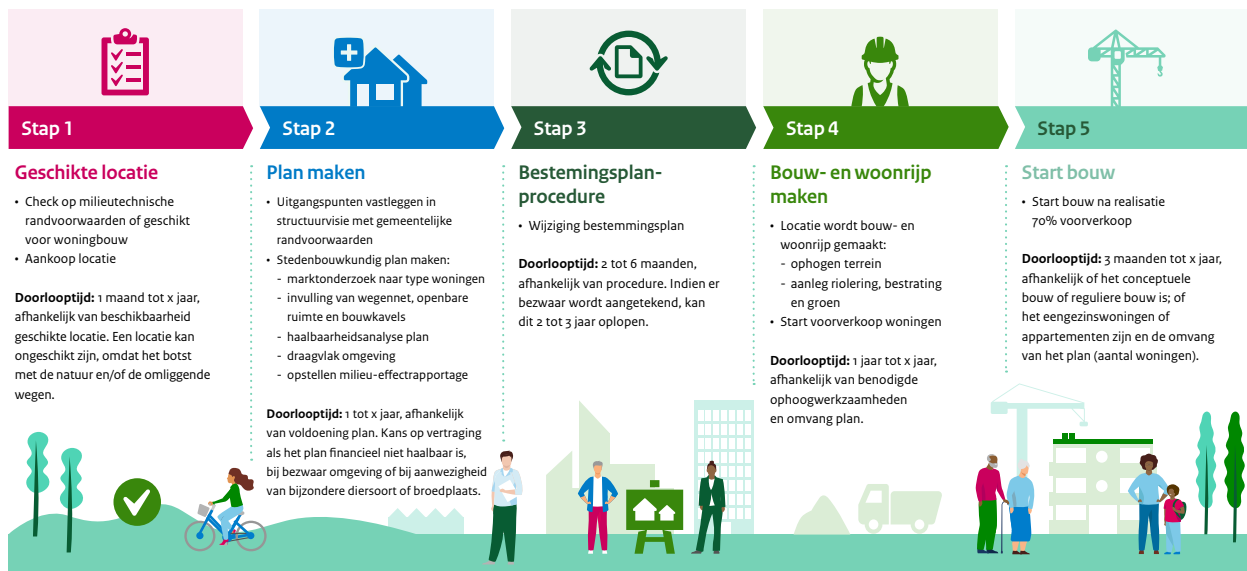 Stap 1
Geschikte locatie
• Check op milieutechnische
randvoorwaarden of geschikt
voor woningbouw
• Aankoop locatie
Doorlooptijd: 1 maand tot x jaar,
afhankelijk van beschikbaarheid
geschikte locatie. Een locatie kan
ongeschikt zijn, omdat het botst
met de natuur en/of de omliggende
wegen.
Stap 2
Plan maken
• Uitgangspunten vastleggen in
structuurvisie met gemeentelijke
randvoorwaarden
• Stedenbouwkundig plan maken:
- marktonderzoek naar type woningen
- invulling van wegennet, openbare
ruimte en bouwkavels
- haalbaarheidsanalyse plan
- draagvlak omgeving
- opstellen milieu-effectrapportage
Doorlooptijd: 1 tot x jaar, afhankelijk
van voldoening plan. Kans op vertraging
als het plan financieel niet haalbaar is,
bij bezwaar omgeving of bij aanwezigheid
van bijzondere diersoort of broedplaats.
Stap 3
Bestemingsplan-
procedure
• Wijziging bestemmingsplan
Doorlooptijd: 2 tot 6 maanden,
afhankelijk van procedure. Indien er
bezwaar wordt aangetekend, kan
dit 2 tot 3 jaar oplopen.
Stap 4
Bouw- en woonrijp
maken
• Locatie wordt bouw- en
woonrijp gemaakt:
- ophogen terrein
- aanleg riolering, bestrating
en groen
• Start voorverkoop woningen
Doorlooptijd: 1 jaar tot x jaar,
afhankelijk van benodigde
ophoogwerkzaamheden
en omvang plan.
Stap 5
Start bouw
• Start bouw na realisatie
70% voorverkoop
Doorlooptijd: 3 maanden tot x jaar,
afhankelijk of het conceptuele
bouw of reguliere bouw is; of
het eengezinswoningen of
appartementen zijn en de omvang
van het plan (aantal woningen).